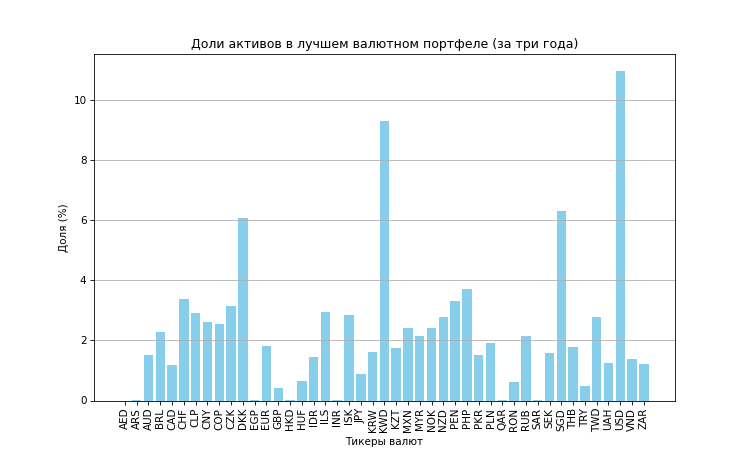 Доли активов в лучшем валютном портфеле (за три года)
Доля (%)
10
8
6
4
2
0
AED ARS AUD BRL CAD CHF CLP CNY COP CZK DKK EGP EUR GBP HKD HUF IDR ILS INR ISK JPY KRW KWD KZT MXN MYR NOK NZD PEN PHP PKR PLN QAR RON RUB SAR SEK SGD THB TRY TWD UAH USD VND ZAR
Тикеры валют